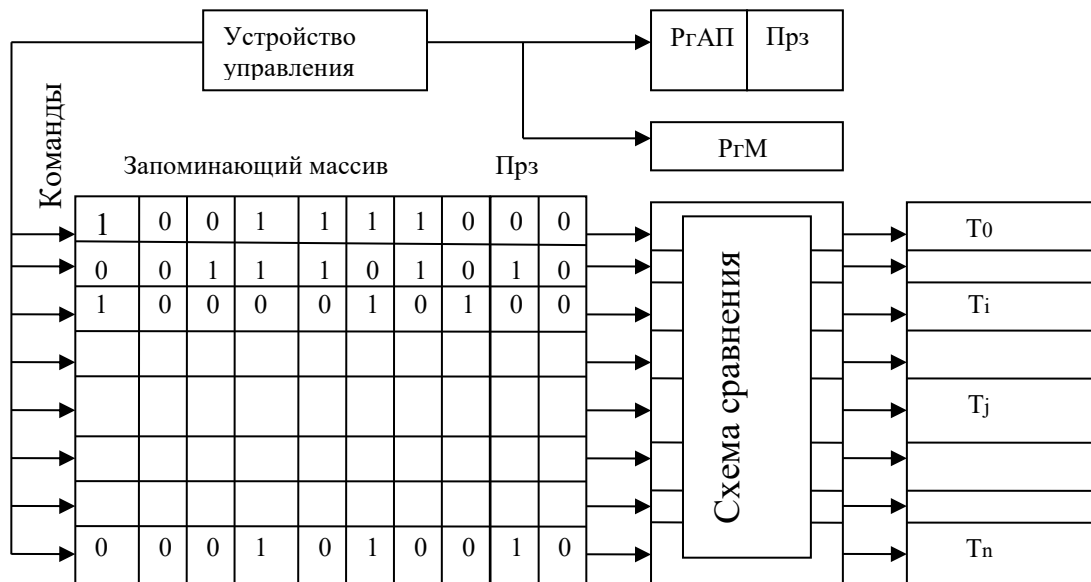 Устройство
управления
РгАП Прз
РгМ
Команды
Запоминающий массив Прз
1 0 0 1 1 1 1 0 0 0
0 0 1 1 1 0 1 0 1 0
1 0 0 0 0 1 0 1 0 0
0 0 0 1 0 1 0 0 1 0
Схема сравнения
T0
Ti
Tj
Tn